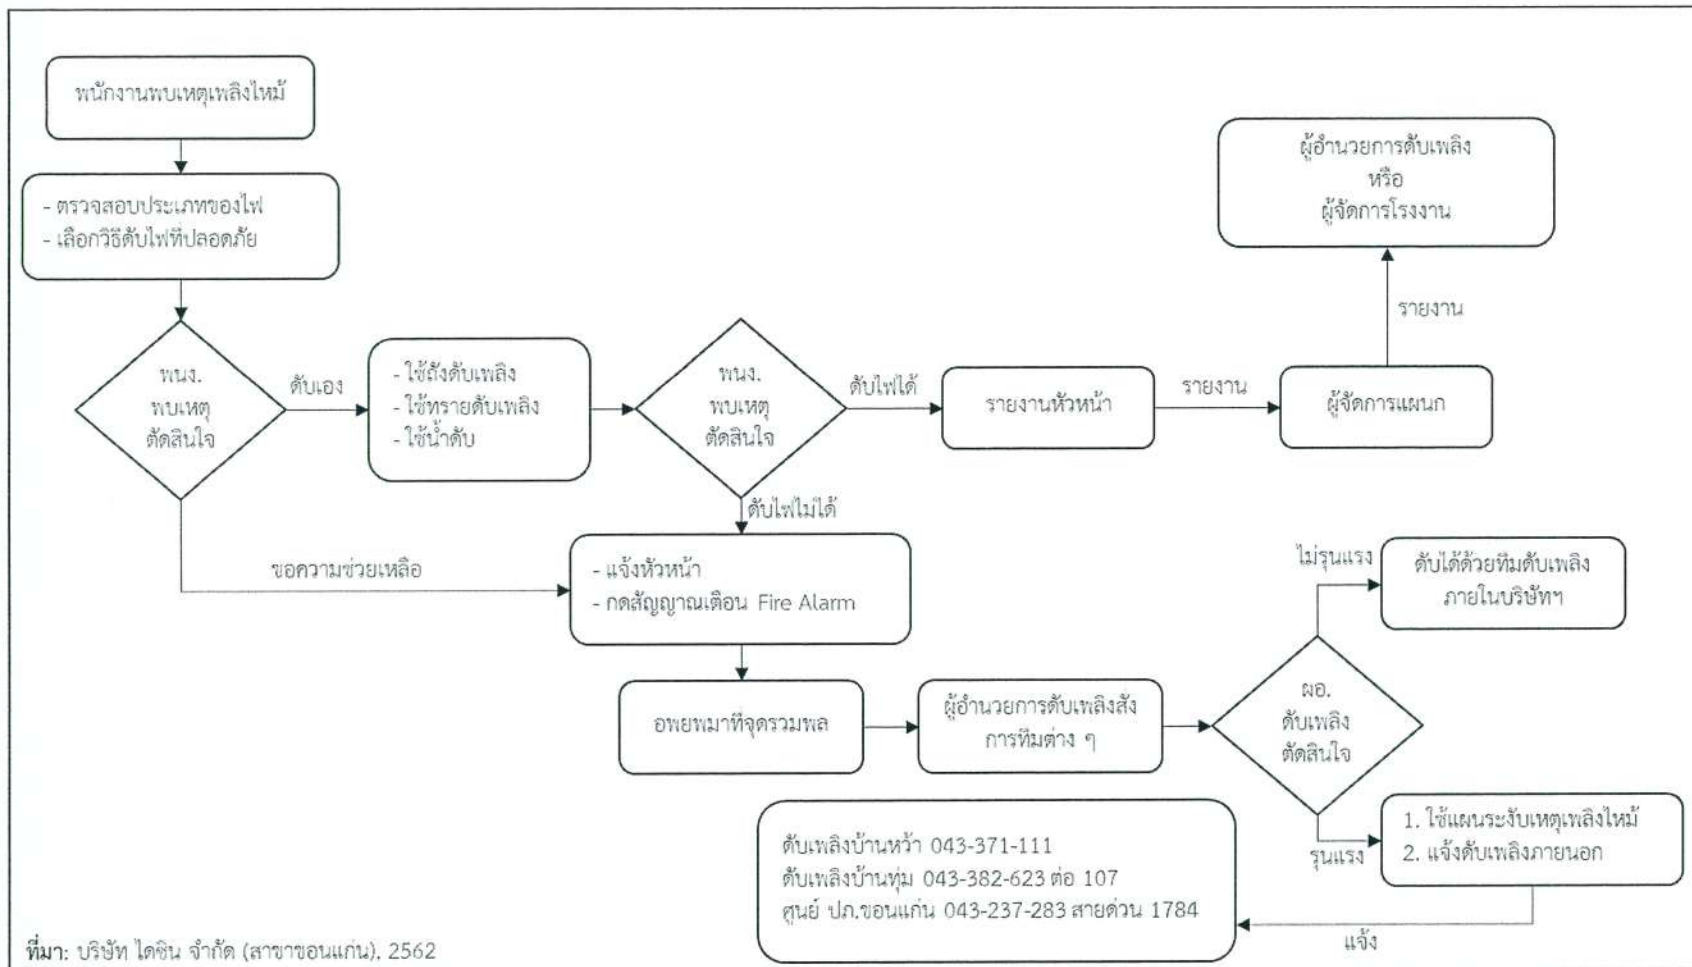 พนักงานพบเหตุเพลิงไหม้
- ตรวจสอบประเภทของไฟ
- เลือกวิธีดับไฟที่ปลอดภัย
พนง.
พบเหตุ
ตัดสินใจ
ดับเอง
- ใช้ถังดับเพลิง
- ใช้ทรายดับเพลิง
- ใช้น้ำดับ
พนง.
พบเหตุ
ตัดสินใจ
ดับไฟได้
รายงานหัวหน้า
รายงาน
ผู้จัดการแผนก
รายงาน
ผู้อำนวยการดับเพลิง
หรือ
ผู้จัดการโรงงาน
ดับไฟไม่ได้
ขอความช่วยเหลือ
- แจ้งหัวหน้า
- กดสัญญาณเตือน Fire Alarm
อพยพมาที่จุดรวมพล
ผู้อำนวยการดับเพลิงสั่ง
การทีมต่าง ๆ
ผอ.
ดับเพลิง
ตัดสินใจ
ไม่รุนแรง
ดับได้ด้วยทีมดับเพลิง
ภายในบริษัทฯ
รุนแรง
1. ใช้แผนระงับเหตุเพลิงไหม้
2. แจ้งดับเพลิงภายนอก
แจ้ง
ดับเพลิงบ้านหว้า 043-371-111
ดับเพลิงบ้านทุ่ม 043-382-623 ต่อ 107
ศูนย์ ปภ.ขอนแก่น 043-237-283 สายด่วน 1784
ที่มา: บริษัท ไดซิน จำกัด (สาขาขอนแก่น), 2562